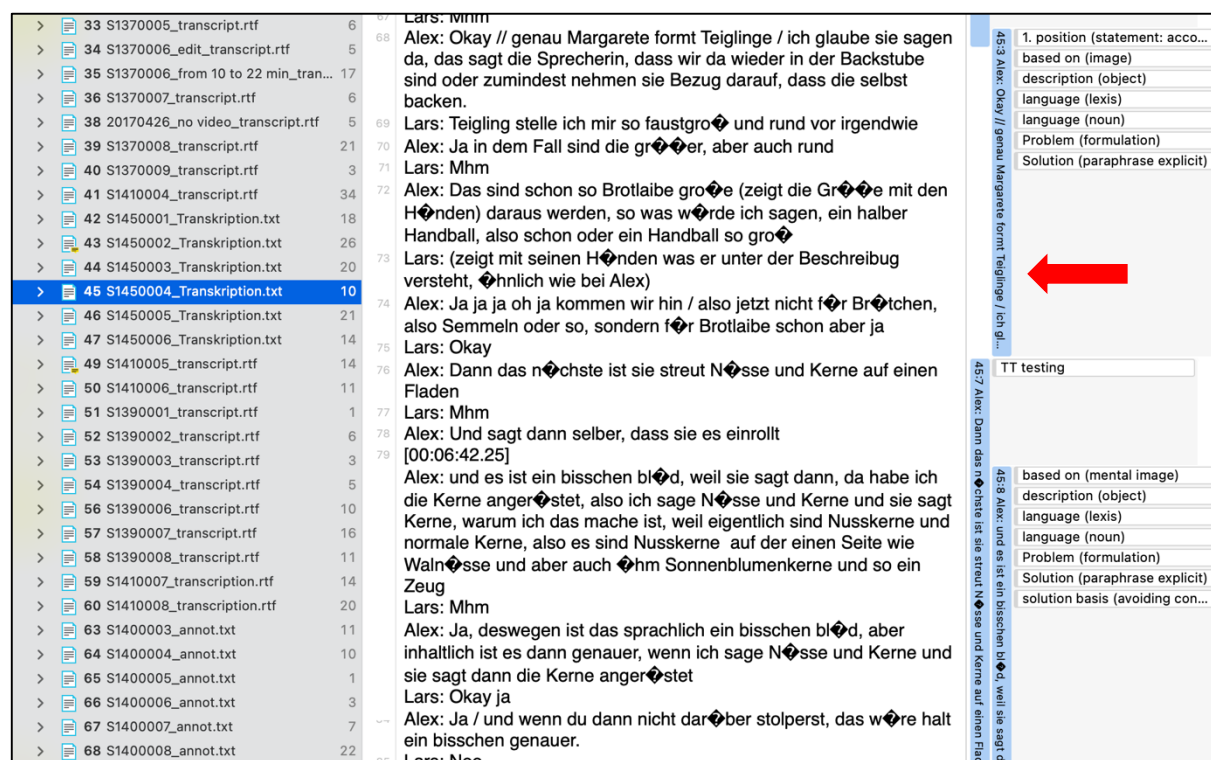 33 S1370005_transcript.rtf 6
34 S1370006_edit_transcript.rtf 5
35 S1370006_from 10 to 22 min_tran... 17
36 S1370007_transcript.rtf 6
38 20170426_no video_transcript.rtf 5
39 S1370008_transcript.rtf 21
40 S1370009_transcript.rtf 3
41 S1410004_transcript.rtf 34
42 S1450001_Transkription.txt 18
43 S1450002_Transkription.txt 26
44 S1450003_Transkription.txt 20
45 S1450004_Transkription.txt 10
46 S1450005_Transkription.txt 21
47 S1450006_Transkription.txt 14
49 S1410005_transcript.rtf 14
50 S1410006_transcript.rtf 11
51 S1390001_transcript.rtf 1
52 S1390002_transcript.rtf 6
53 S1390003_transcript.rtf 3
54 S1390004_transcript.rtf 5
56 S1390006_transcript.rtf 10
57 S1390007_transcript.rtf 16
58 S1390008_transcript.rtf 11
59 S1410007_transcription.rtf 14
60 S1410008_transcription.rtf 20
63 S1400003_annot.txt 11
64 S1400004_annot.txt 10
65 S1400005_annot.txt 1
66 S1400006_annot.txt 3
67 S1400007_annot.txt 7
68 S1400008_annot.txt 22
67 Lars: Mhm
68 Alex: Okay // genau Margarete formt Teiglinge / ich glaube sie sagen
da, das sagt die Sprecherin, dass wir da wieder in der Backstube
sind oder zumindest nehmen sie Bezug darauf, dass die selbst
backen.
69 Lars: Teigling stelle ich mir so faustgro� und rund vor irgendwie
70 Alex: Ja in dem Fall sind die gr��er, aber auch rund
71 Lars: Mhm
72 Alex: Das sind schon so Brotlaibe gro�e (zeigt die Gr��e mit den
H�nden) daraus werden, so was w�rde ich sagen, ein halber
Handball, also schon oder ein Handball so gro�
73 Lars: (zeigt mit seinen H�nden was er unter der Beschreibug
versteht, �hnlich wie bei Alex)
74 Alex: Ja ja ja oh ja kommen wir hin / also jetzt nicht f�r Br�tchen,
also Semmeln oder so, sondern f�r Brotlaibe schon aber ja
75 Lars: Okay
76 Alex: Dann das n�chste ist sie streut N�sse und Kerne auf einen
Fladen
77 Lars: Mhm
78 Alex: Und sagt dann selber, dass sie es einrollt
79 [00:06:42.25]
Alex: und es ist ein bisschen bl�d, weil sie sagt dann, da habe ich
die Kerne anger�stet, also ich sage N�sse und Kerne und sie sagt
Kerne, warum ich das mache ist, weil eigentlich sind Nusskerne und
normale Kerne, also es sind Nusskerne auf der einen Seite wie
Waln�sse und aber auch �hm Sonnenblumenkerne und so ein
Zeug
Lars: Mhm
Alex: Ja, deswegen ist das sprachlich ein bisschen bl�d, aber
inhaltlich ist es dann genauer, wenn ich sage N�sse und Kerne und
sie sagt dann die Kerne anger�stet
Lars: Okay ja
Alex: Ja / und wenn du dann nicht dar�ber stolperst, das w�re halt
ein bisschen genauer.
Lars: Nee
45:3 Alex: Okay // genau Margarete formt Teiglinge / ich gl...
1. position (statement: acco...
based on (image)
description (object)
language (lexis)
language (noun)
Problem (formulation)
Solution (paraphrase explicit)
45:7 Alex: Dann das n�chste ist sie streut N�sse und Kerne auf einen Flad
TT testing
45:8 Alex: und es ist ein bisschen bl�d, weil sie sagt d
based on (mental image)
description (object)
language (lexis)
language (noun)
Problem (formulation)
Solution (paraphrase explicit)
solution basis (avoiding con...